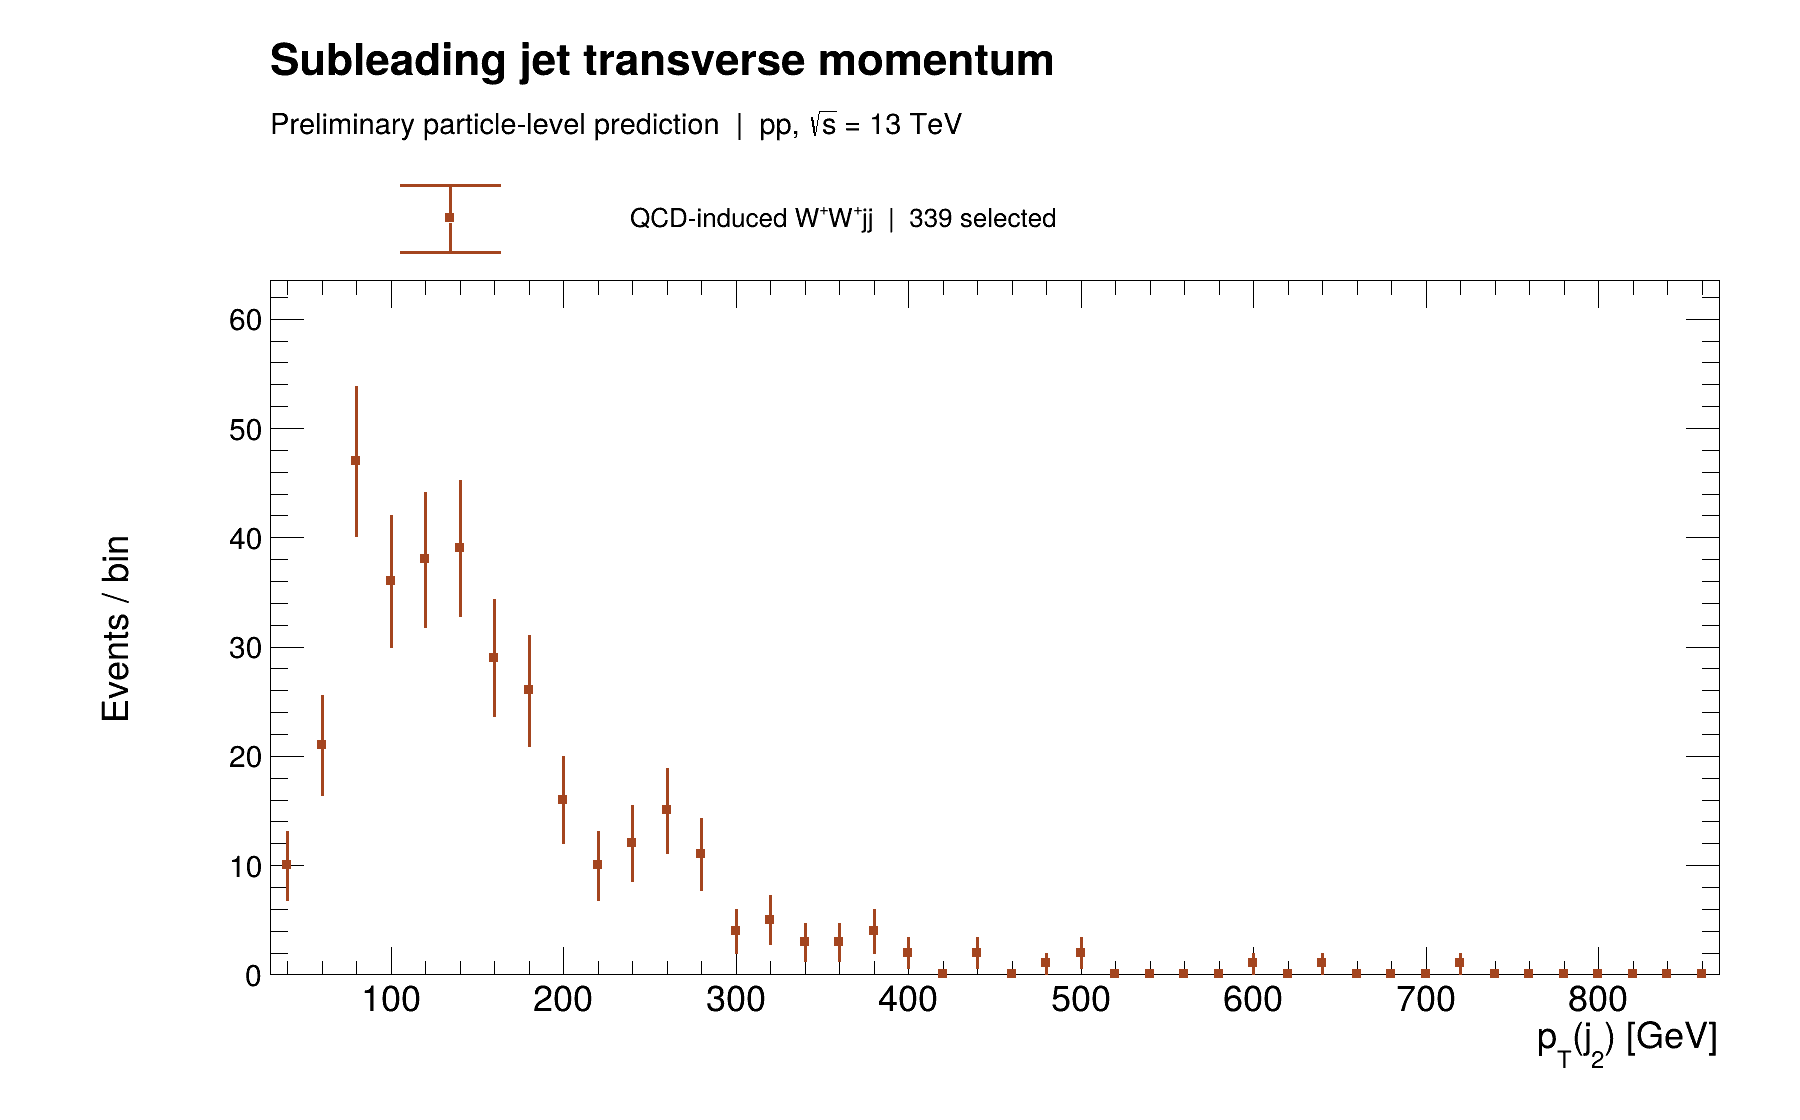 Subleading jet transverse momentum
Preliminary particle-level prediction | pp, √s = 13 TeV
QCD-induced W⁺W⁺jj | 339 selected
60
50
40
30
20
10
0
Events / bin
100 200 300 400 500 600 700 800
p_T(j_2) [GeV]